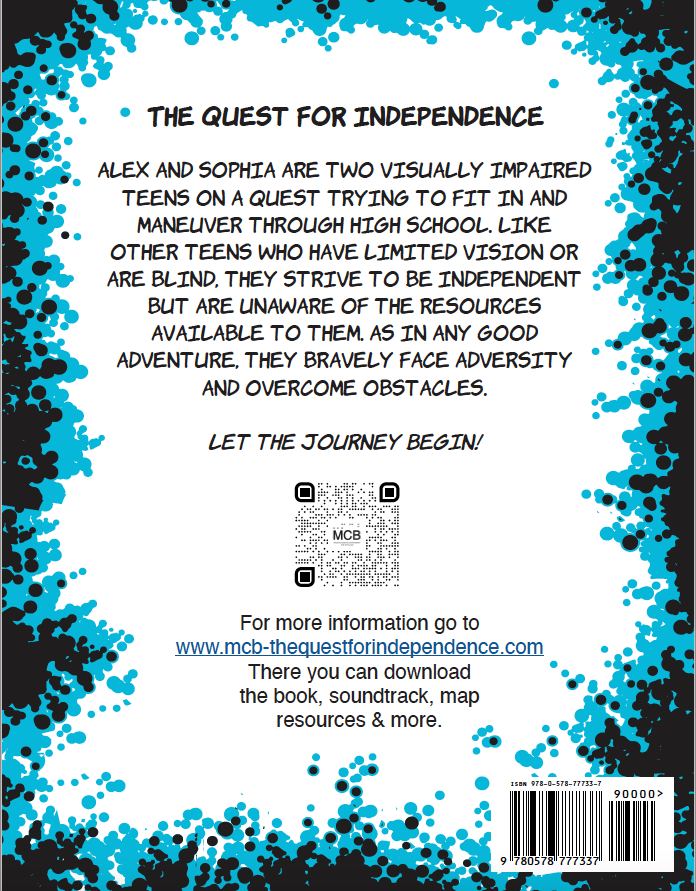 THE QUEST FOR INDEPENDENCE
ALEX AND SOPHIA ARE TWO VISUALLY IMPAIRED
TEENS ON A QUEST TRYING TO FIT IN AND
MANEUVER THROUGH HIGH SCHOOL. LIKE
OTHER TEENS WHO HAVE LIMITED VISION OR
ARE BLIND, THEY STRIVE TO BE INDEPENDENT
BUT ARE UNAWARE OF THE RESOURCES
AVAILABLE TO THEM. AS IN ANY GOOD
ADVENTURE, THEY BRAVELY FACE ADVERSITY
AND OVERCOME OBSTACLES.
LET THE JOURNEY BEGIN!
MCB
For more information go to
www.mcb-thequestforindependence.com
There you can download
the book, soundtrack, map
resources & more.
ISBN 978-0-578-77733-7
90000>
9 780578 777337